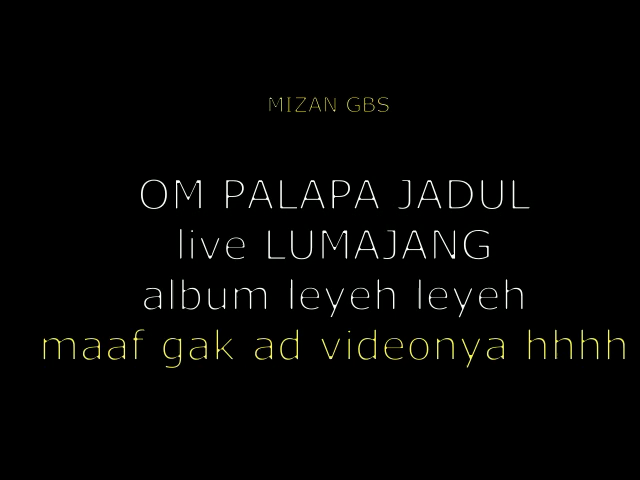 MIZAN GBS
OM PALAPA JADUL
live LUMAJANG
album leyeh leyeh
maaf gak ad videonya hhhh